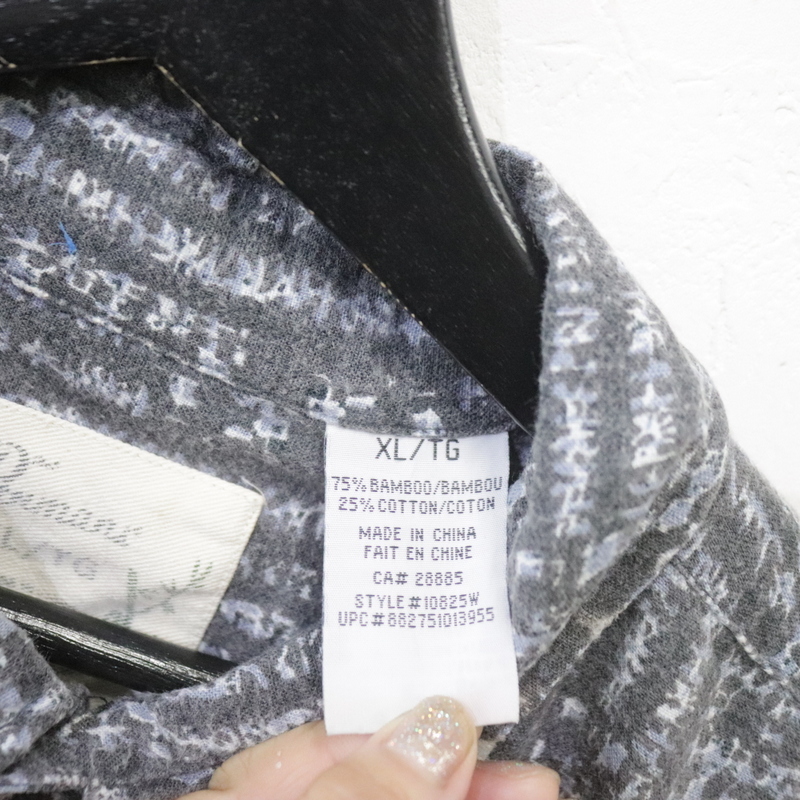 XL/TG
75% BAMBOO/BAMBOU
25% COTTON/COTON
MADE IN CHINA
FAIT EN CHINE
CA# 28885
STYLE#10825W
UPC#882751013955